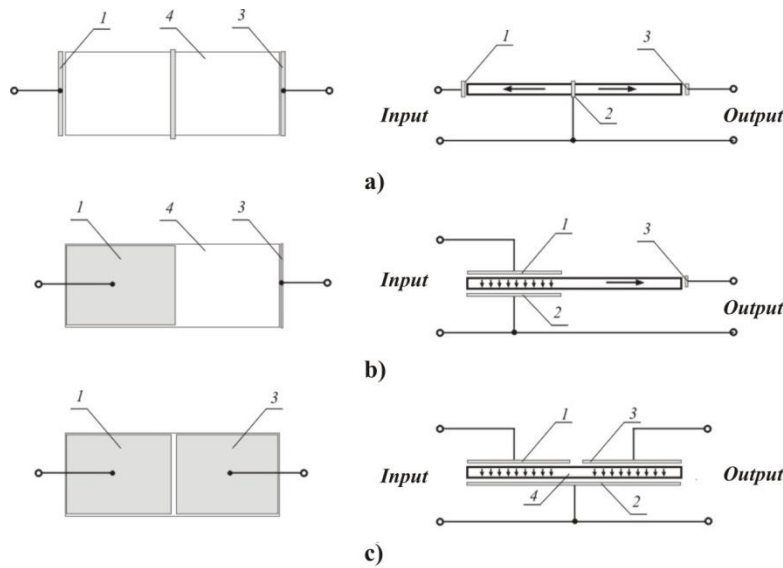 1 4 3 1 3
Input 2 Output
a)
1 4 3 1 3
Input 2 Output
b)
1 3 1 3
Input 4 2 Output
c)